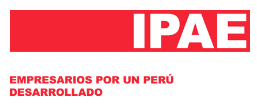 IPAE
EMPRESARIOS POR UN PERÚ
DESARROLLADO